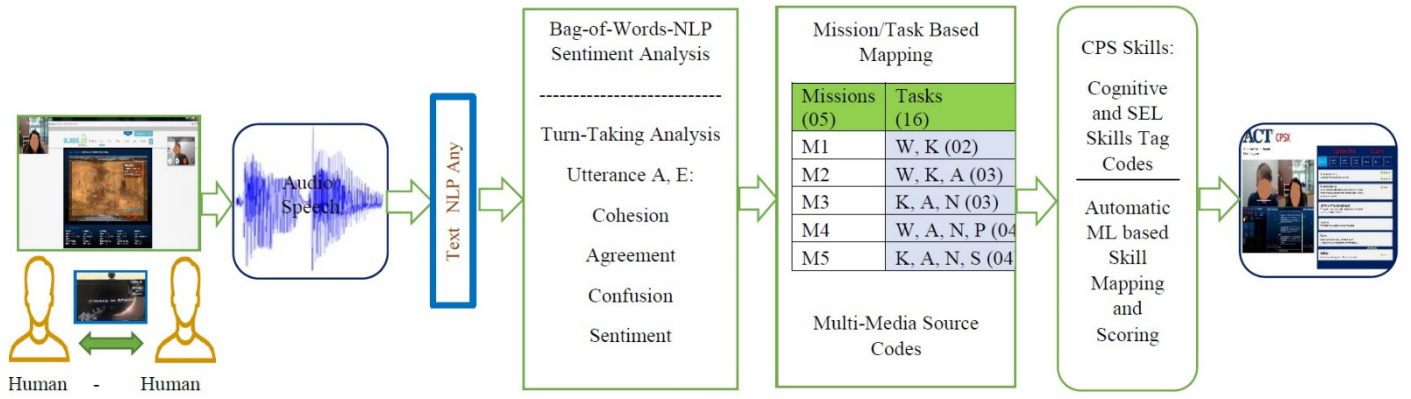 Human - Human
CRISIS IN SPACE
Audio
Speech
Text NLP Any
Bag-of-Words-NLP
Sentiment Analysis
---------------------------
Turn-Taking Analysis
Utterance A, E:
Cohesion
Agreement
Confusion
Sentiment
Mission/Task Based
Mapping
Missions Tasks
(05) (16)
M1 W, K (02)
M2 W, K, A (03)
M3 K, A, N (03)
M4 W, A, N, P (04
M5 K, A, N, S (04
Multi-Media Source
Codes
CPS Skills:
Cognitive
and SEL
Skills Tag
Codes
Automatic
ML based
Skill
Mapping
and
Scoring
ACT CPSX